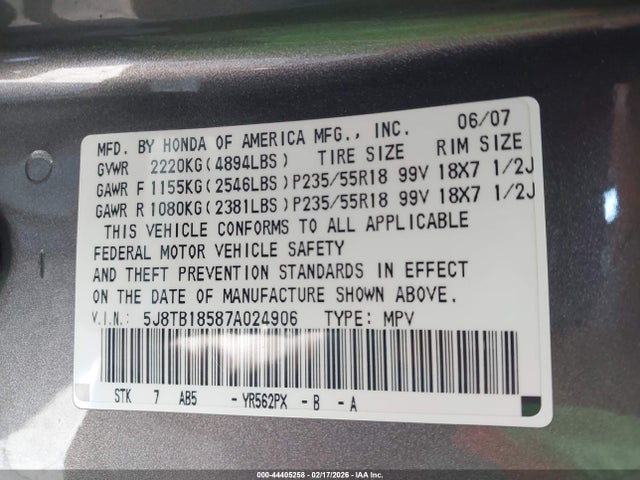 MFD. BY HONDA OF AMERICA MFG., INC. 06/07
GVWR 2220KG(4894LBS) TIRE SIZE RIM SIZE
GAWR F 1155KG(2546LBS) P235/55R18 99V 18X7 1/2J
GAWR R 1080KG(2381LBS) P235/55R18 99V 18X7 1/2J
THIS VEHICLE CONFORMS TO ALL APPLICABLE
FEDERAL MOTOR VEHICLE SAFETY
AND THEFT PREVENTION STANDARDS IN EFFECT
ON THE DATE OF MANUFACTURE SHOWN ABOVE.
V.I.N.: 5J8TB18587A024906 TYPE: MPV
STK 7 AB5 - YR562PX - B - A
000-44405258 - 02/17/2026 - IAA Inc.